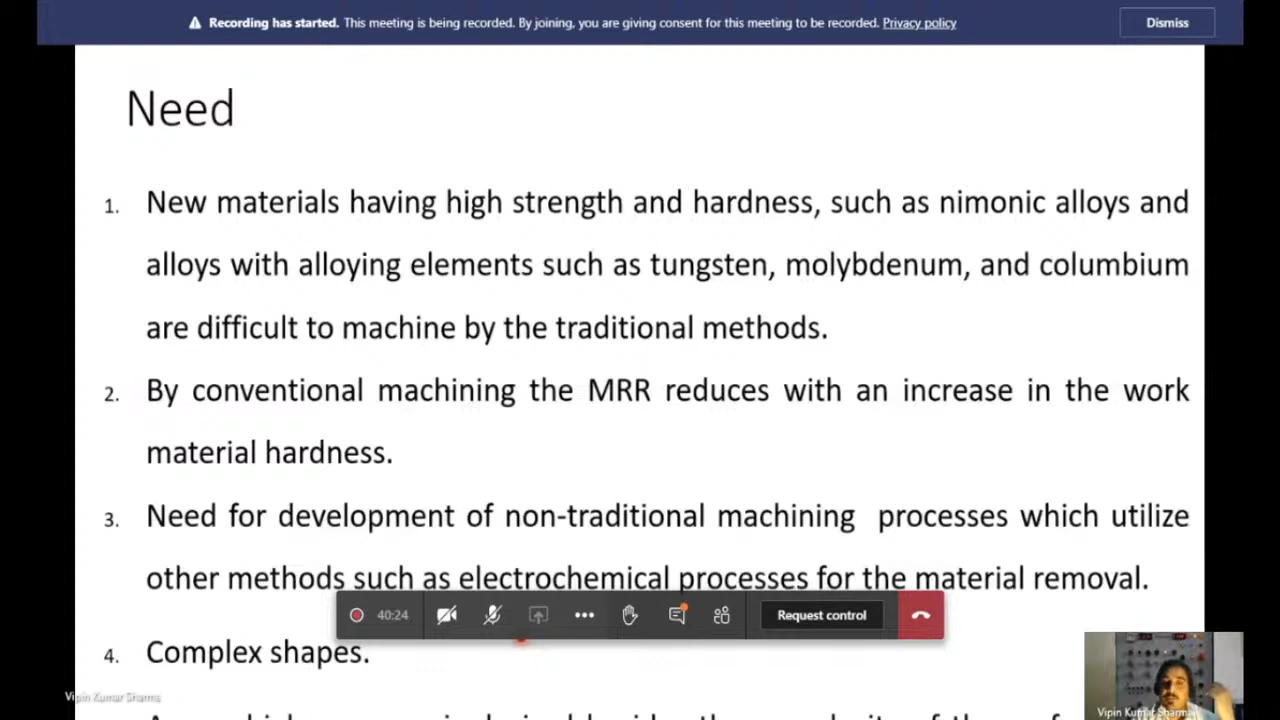 Recording has started. This meeting is being recorded. By joining, you are giving consent for this meeting to be recorded. Privacy policy
Dismiss
Need
1. New materials having high strength and hardness, such as nimonic alloys and
alloys with alloying elements such as tungsten, molybdenum, and columbium
are difficult to machine by the traditional methods.
2. By conventional machining the MRR reduces with an increase in the work
material hardness.
3. Need for development of non-traditional machining processes which utilize
other methods such as electrochemical processes for the material removal.
40:24
Request control
4. Complex shapes.
Vipin Kumar Sharma
Vipin Kumar Sharma